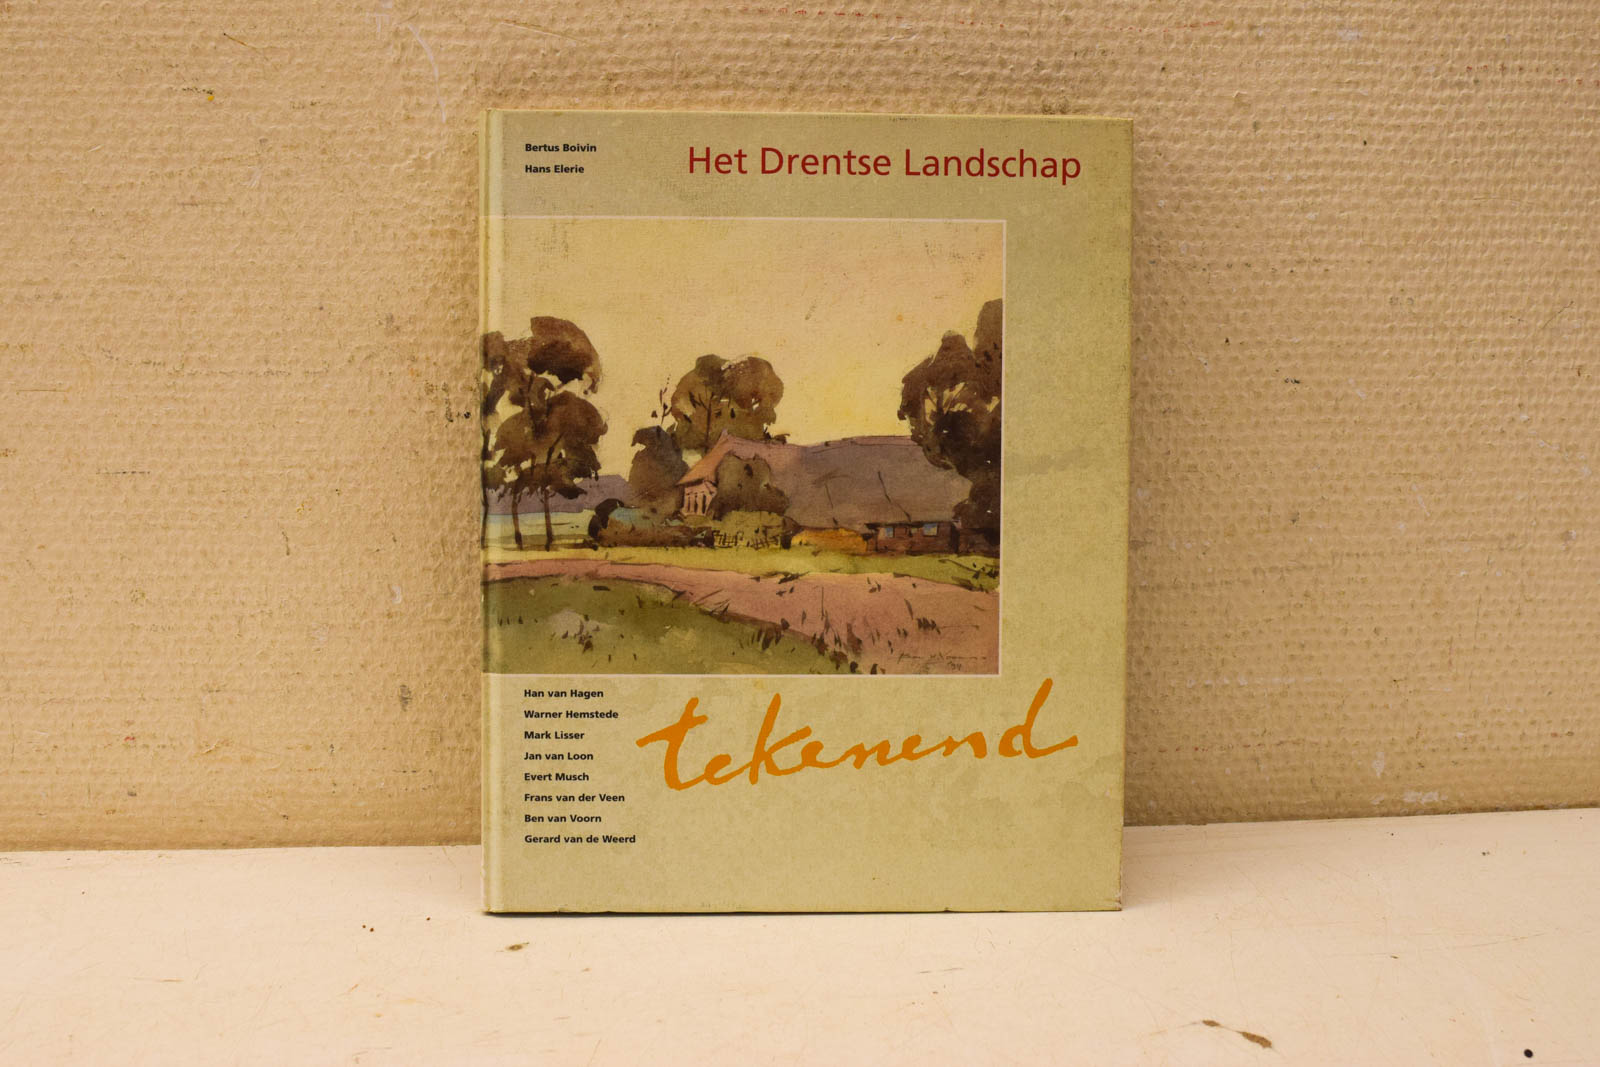 Bertus Boivin
Hans Elerie
Het Drentse Landschap
Han van Hagen
Warner Hemstede
Mark Lisser
Jan van Loon
Evert Musch
Frans van der Veen
Ben van Voorn
Gerard van de Weerd
tekenend